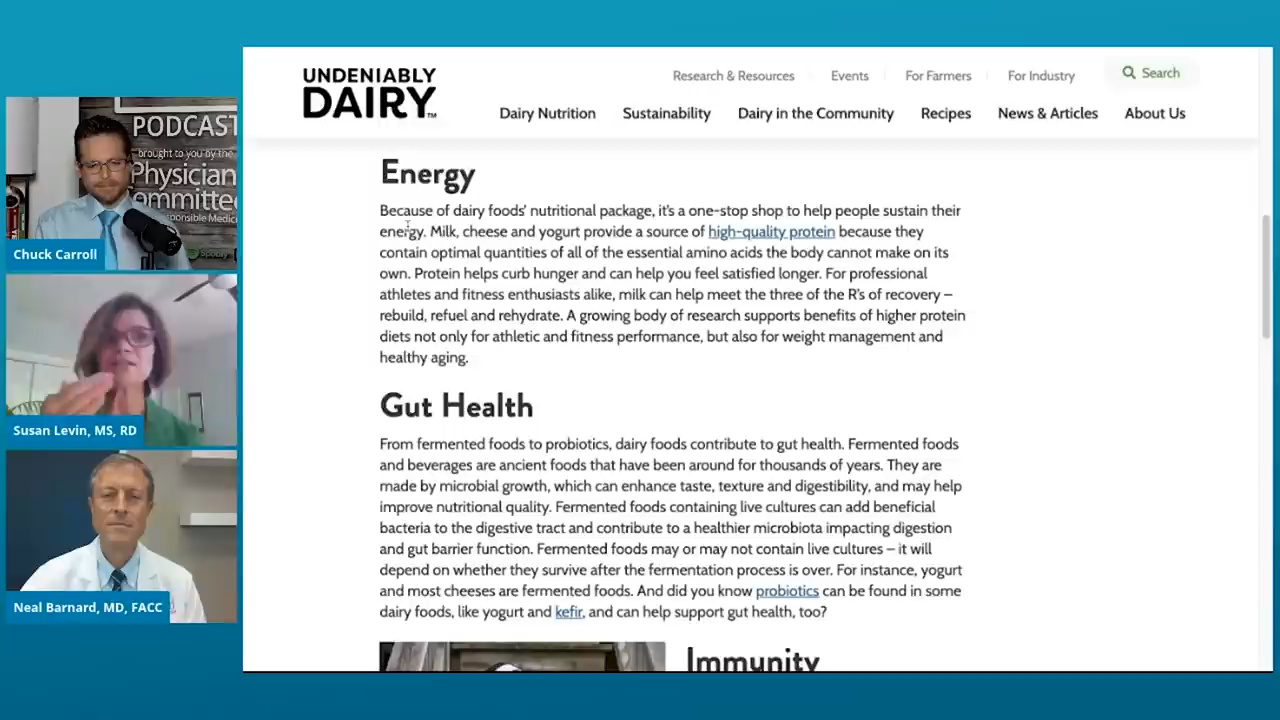 PODCAST
brought to you by the
Physician
Committee
Chuck Carroll
Susan Levin, MS, RD
Neal Barnard, MD, FACC
UNDENIABLY
DAIRY™
Research & Resources
Events
For Farmers
For Industry
Search
Dairy Nutrition
Sustainability
Dairy in the Community
Recipes
News & Articles
About Us
Energy
Because of dairy foods' nutritional package, it's a one-stop shop to help people sustain their
energy. Milk, cheese and yogurt provide a source of high-quality protein because they
contain optimal quantities of all of the essential amino acids the body cannot make on its
own. Protein helps curb hunger and can help you feel satisfied longer. For professional
athletes and fitness enthusiasts alike, milk can help meet the three of the R's of recovery –
rebuild, refuel and rehydrate. A growing body of research supports benefits of higher protein
diets not only for athletic and fitness performance, but also for weight management and
healthy aging.
Gut Health
From fermented foods to probiotics, dairy foods contribute to gut health. Fermented foods
and beverages are ancient foods that have been around for thousands of years. They are
made by microbial growth, which can enhance taste, texture and digestibility, and may help
improve nutritional quality. Fermented foods containing live cultures can add beneficial
bacteria to the digestive tract and contribute to a healthier microbiota impacting digestion
and gut barrier function. Fermented foods may or may not contain live cultures – it will
depend on whether they survive after the fermentation process is over. For instance, yogurt
and most cheeses are fermented foods. And did you know probiotics can be found in some
dairy foods, like yogurt and kefir, and can help support gut health, too?
Immunity